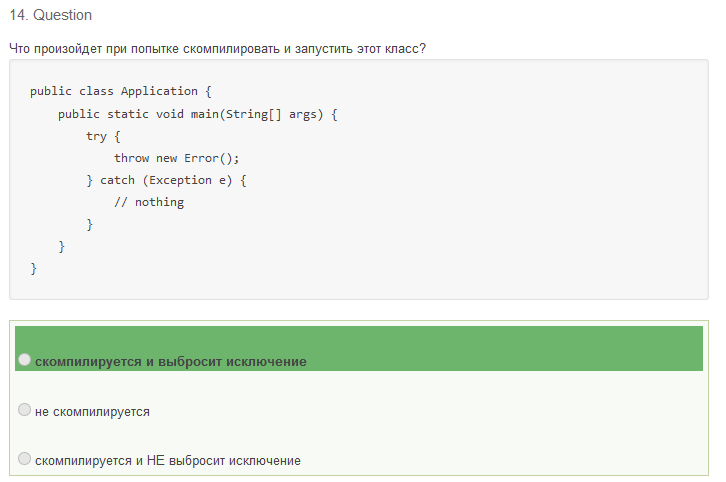 14. Question
Что произойдет при попытке скомпилировать и запустить этот класс?
public class Application {
    public static void main(String[] args) {
        try {
            throw new Error();
        } catch (Exception e) {
            // nothing
        }
    }
}
скомпилируется и выбросит исключение
не скомпилируется
скомпилируется и НЕ выбросит исключение